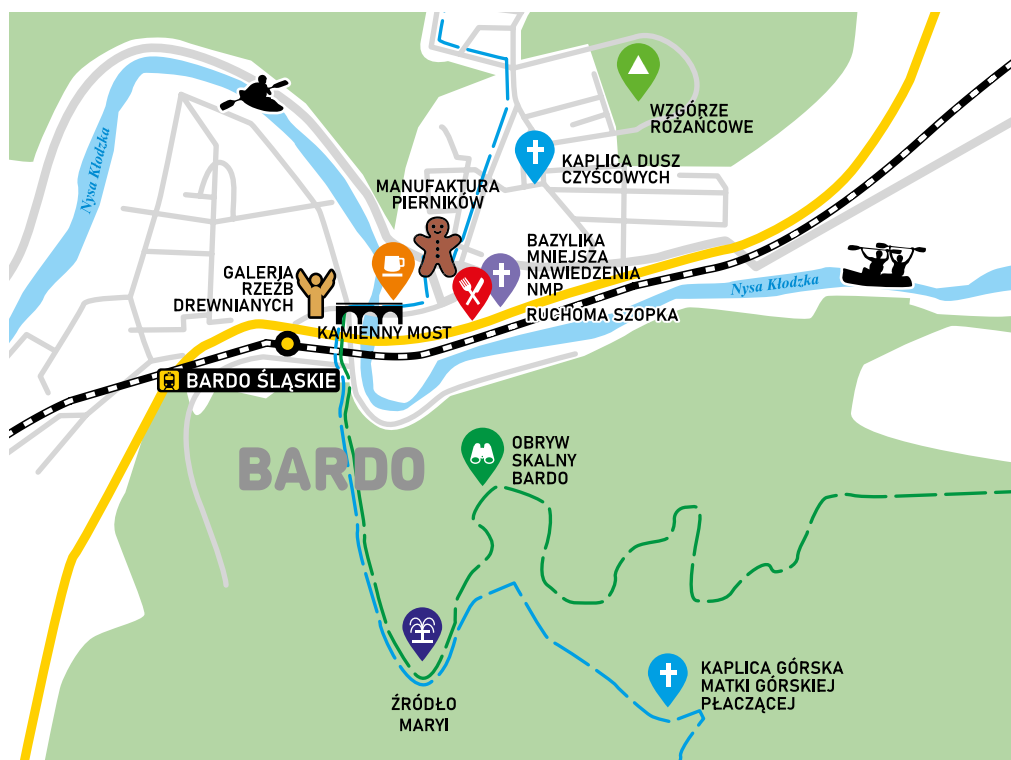 WZGÓRZE
RÓŻAŃCOWE
Nysa Kłodzka
KAPLICA DUSZ
CZYŚCOWYCH
MANUFAKTURA
PIERNIKÓW
BAZYLIKA
MNIEJSZA
NAWIEDZENIA
NMP
RUCHOMA SZOPKA
GALERIA
RZEŹB
DREWNIANYCH
Nysa Kłodzka
KAMIENNY MOST
BARDO ŚLĄSKIE
BARDO
OBRYW
SKALNY
BARDO
ŹRÓDŁO
MARYI
KAPLICA GÓRSKA
MATKI GÓRSKIEJ
PŁACZĄCEJ